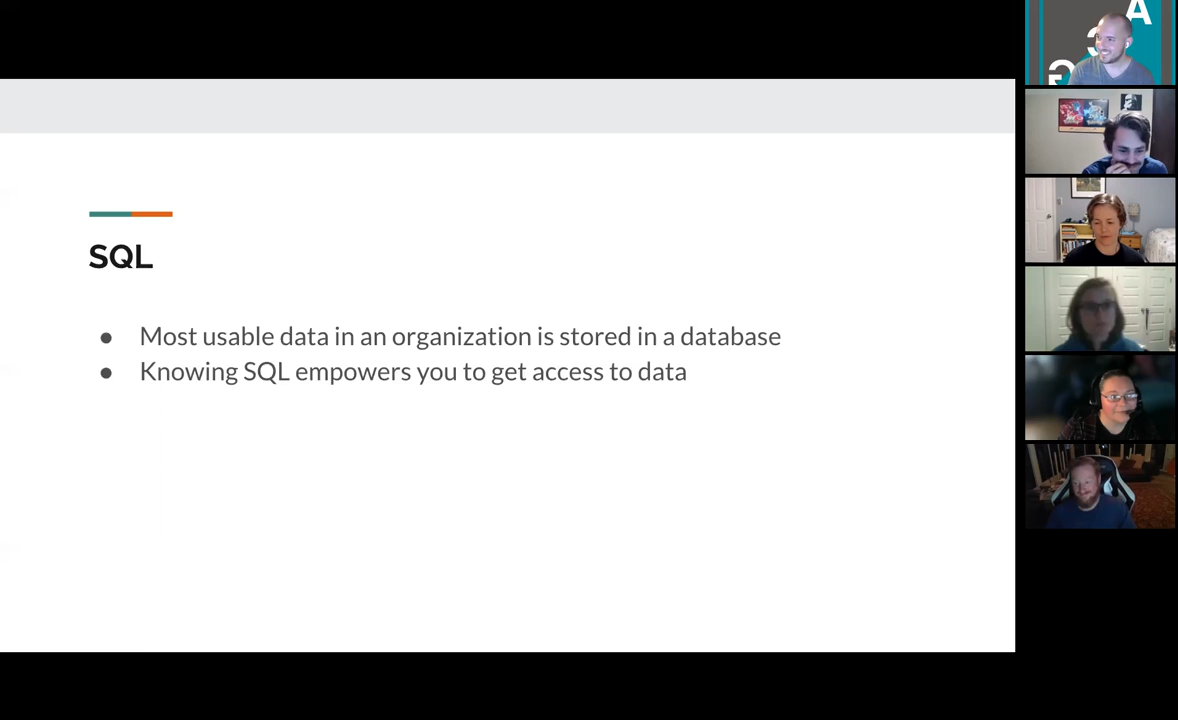 SQL
● Most usable data in an organization is stored in a database
● Knowing SQL empowers you to get access to data
A
G